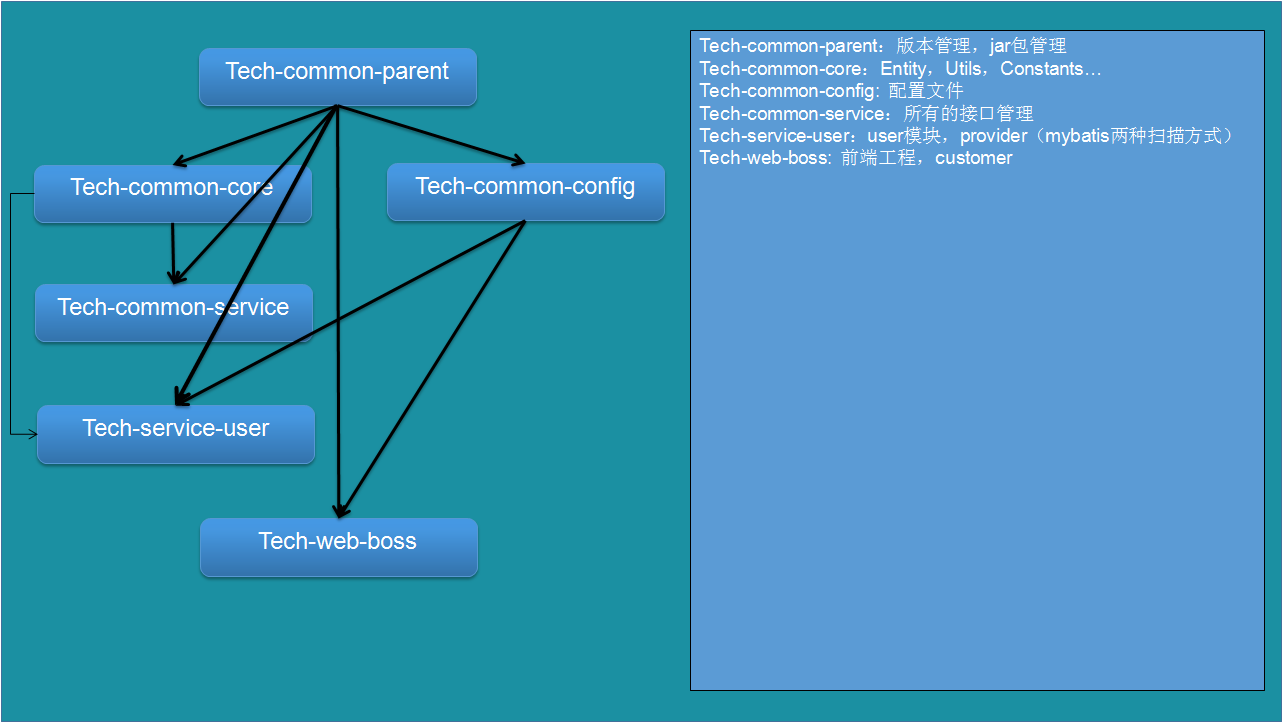 Tech-common-parent
Tech-common-core
Tech-common-config
Tech-common-service
Tech-service-user
Tech-web-boss
Tech-common-parent：版本管理，jar包管理
Tech-common-core：Entity，Utils，Constants…
Tech-common-config: 配置文件
Tech-common-service：所有的接口管理
Tech-service-user：user模块，provider（mybatis两种扫描方式）
Tech-web-boss: 前端工程，customer